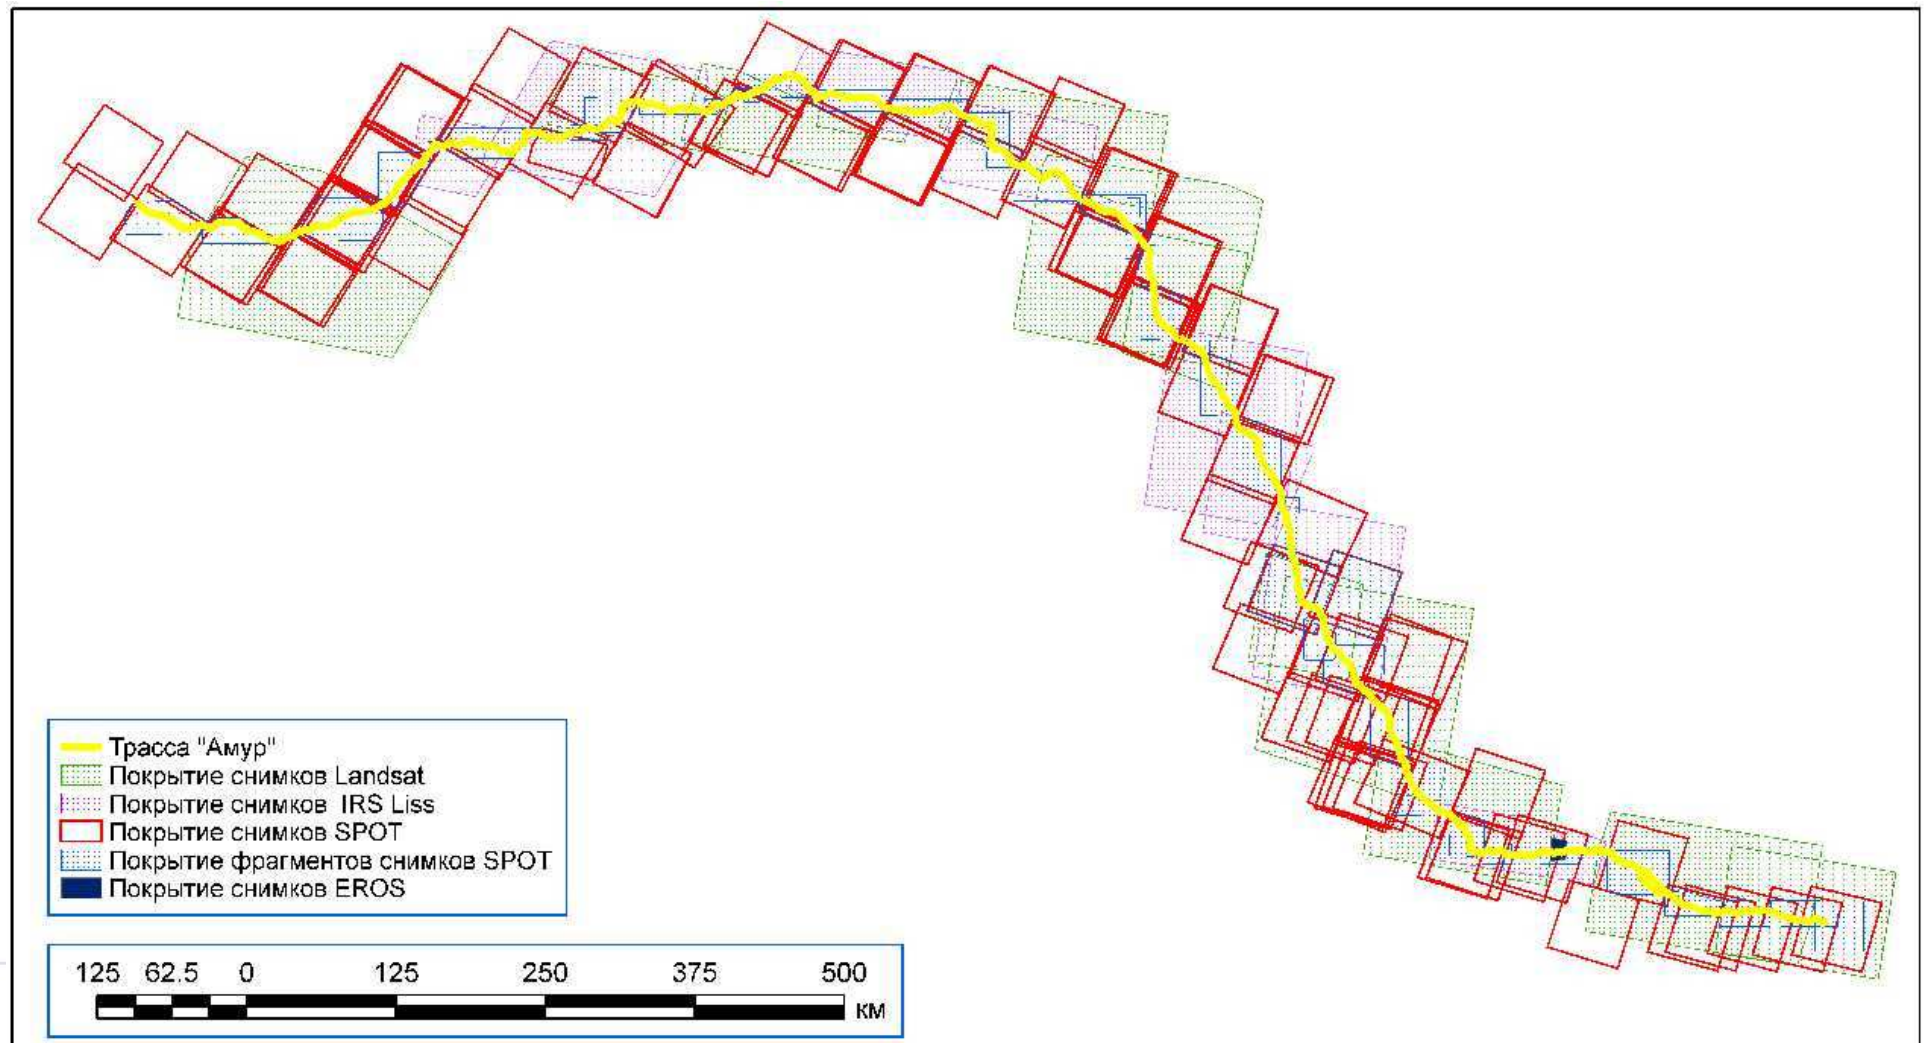 Трасса "Амур"
Покрытие снимков Landsat
Покрытие снимков IRS Liss
Покрытие снимков SPOT
Покрытие фрагментов снимков SPOT
Покрытие снимков EROS
125 62.5 0 125 250 375 500
км